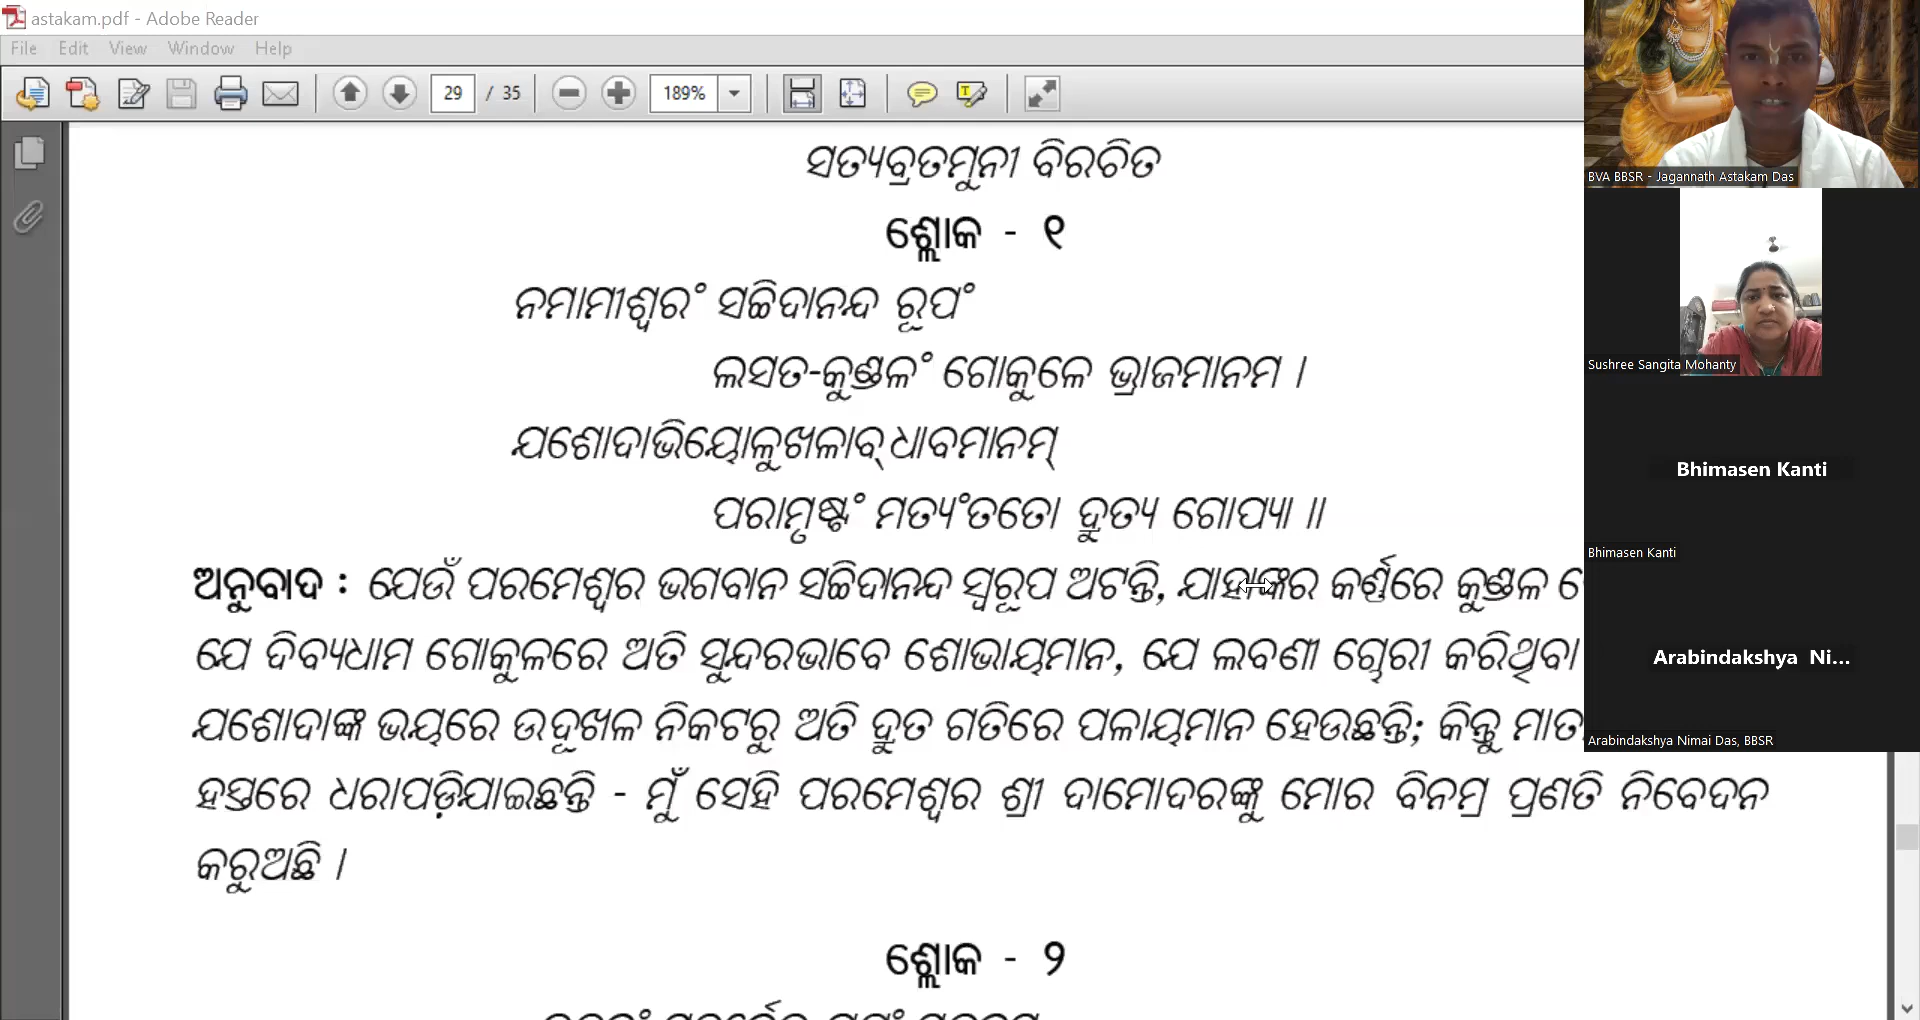 astakam.pdf - Adobe Reader
File Edit View Window Help
29 / 35 189%
ସତ୍ୟବ୍ରତମୁନୀ ବିରଚିତ
ଶ୍ଲୋକ - ୧
ନମାମୀଶ୍ୱରଂ ସଚ୍ଚିଦାନନ୍ଦ ରୂପଂ
ଲସତ-କୁଣ୍ଡଳଂ ଗୋକୁଳେ ଭ୍ରାଜମାନମ ।
ଯଶୋଦାଭିୟୋଳୁଖଳାବ୍ ଧାବମାନମ୍
ପରାମୃଷ୍ଟଂ ମତ୍ୟଂତତୋ ଦ୍ରୁତ୍ୟ ଗୋପ୍ୟା ॥
ଅନୁବାଦ : ଯେଉଁ ପରମେଶ୍ୱର ଭଗବାନ ସଚ୍ଚିଦାନନ୍ଦ ସ୍ୱରୂପ ଅଟନ୍ତି, ଯାହାଙ୍କର କର୍ଣ୍ଣରେ କୁଣ୍ଡଳ
ଯେ ଦିବ୍ୟଧାମ ଗୋକୁଳରେ ଅତି ସୁନ୍ଦରଭାବେ ଶୋଭାୟମାନ, ଯେ ଲବଣୀ ଚୋରୀ କରିଥିବା
ଯଶୋଦାଙ୍କ ଭୟରେ ଉଦୂଖଳ ନିକଟରୁ ଅତି ଦ୍ରୁତ ଗତିରେ ପଳାୟମାନ ହେଉଛନ୍ତି; କିନ୍ତୁ
ହସ୍ତରେ ଧରାପଡ଼ିଯାଇଛନ୍ତି - ମୁଁ ସେହି ପରମେଶ୍ୱର ଶ୍ରୀ ଦାମୋଦରଙ୍କୁ ମୋର ବିନମ୍ର ପ୍ରଣତି ନିବେଦନ
କରୁଅଛି ।
ଶ୍ଲୋକ - ୨
BVA BBSR - Jagannath Astakam Das
Sushree Sangita Mohanty
Bhimasen Kanti
Bhimasen Kanti
Arabindakshya Ni...
Arabindakshya Nimai Das, BBSR